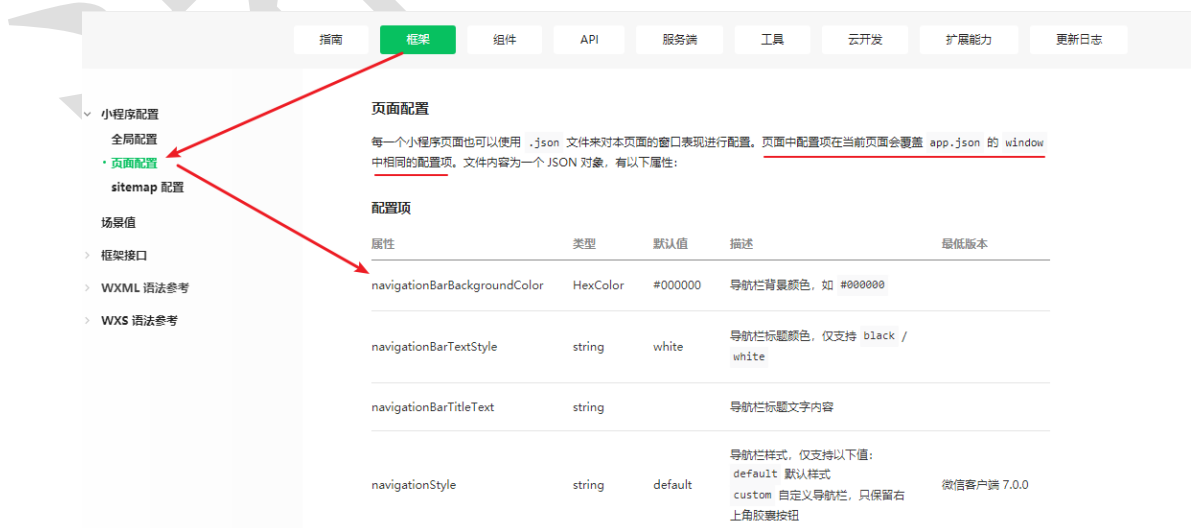 指南 框架 组件 API 服务端 工具 云开发 扩展能力 更新日志
小程序配置
全局配置
页面配置
sitemap 配置
场景值
框架接口
WXML 语法参考
WXS 语法参考
页面配置
每一个小程序页面也可以使用 .json 文件来对本页面的窗口表现进行配置。页面中配置项在当前页面会覆盖 app.json 的 window
中相同的配置项。文件内容为一个 JSON 对象，有以下属性：
配置项
属性 类型 默认值 描述 最低版本
navigationBarBackgroundColor HexColor #000000 导航栏背景颜色，如 #000000
navigationBarTextStyle string white 导航栏标题颜色，仅支持 black /
white
navigationBarTitleText string 导航栏标题文字内容
navigationStyle string default 导航栏样式，仅支持以下值：
default 默认样式
custom 自定义导航栏，只保留右
上角胶囊按钮
微信客户端 7.0.0